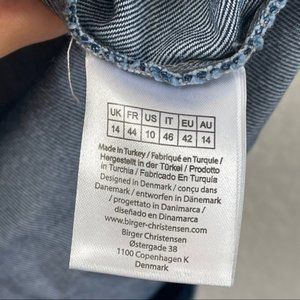 UK FR US IT EU AU
14 44 10 46 42 14
Made in Turkey / Fabriqué en Turquie /
Hergestellt in der Türkei / Prodotto
in Turchia / Fabricado En Turquía
Designed in Denmark / conçu dans
Danemark / entworfen in Dänemark
/ progettato in Danimarca /
diseñado en Dinamarca
www.birger-christensen.com
Birger Christensen
Østergade 38
1100 Copenhagen K
Denmark